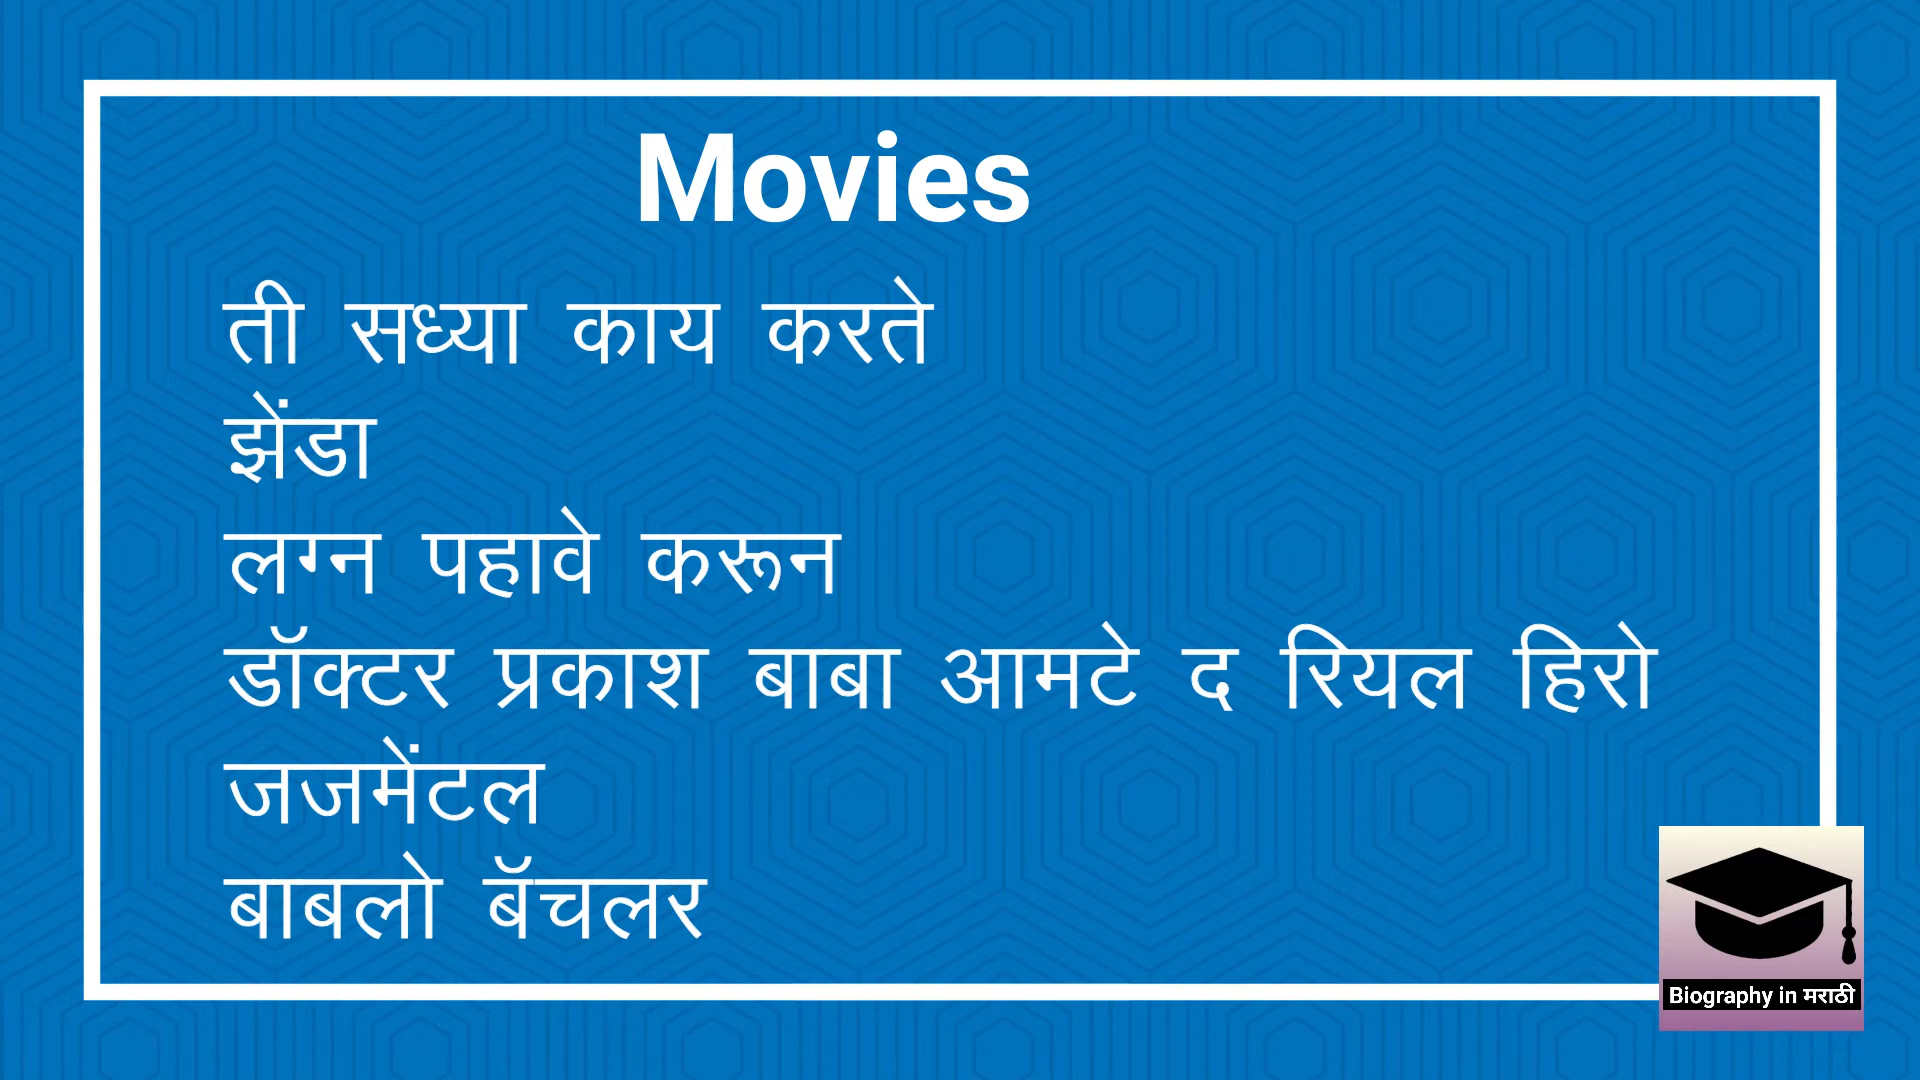 Movies
ती सध्या काय करते
झेंडा
लग्न पहावे करून
डॉक्टर प्रकाश बाबा आमटे द रियल हिरो
जजमेंटल
बाबलो बॅचलर
Biography in मराठी